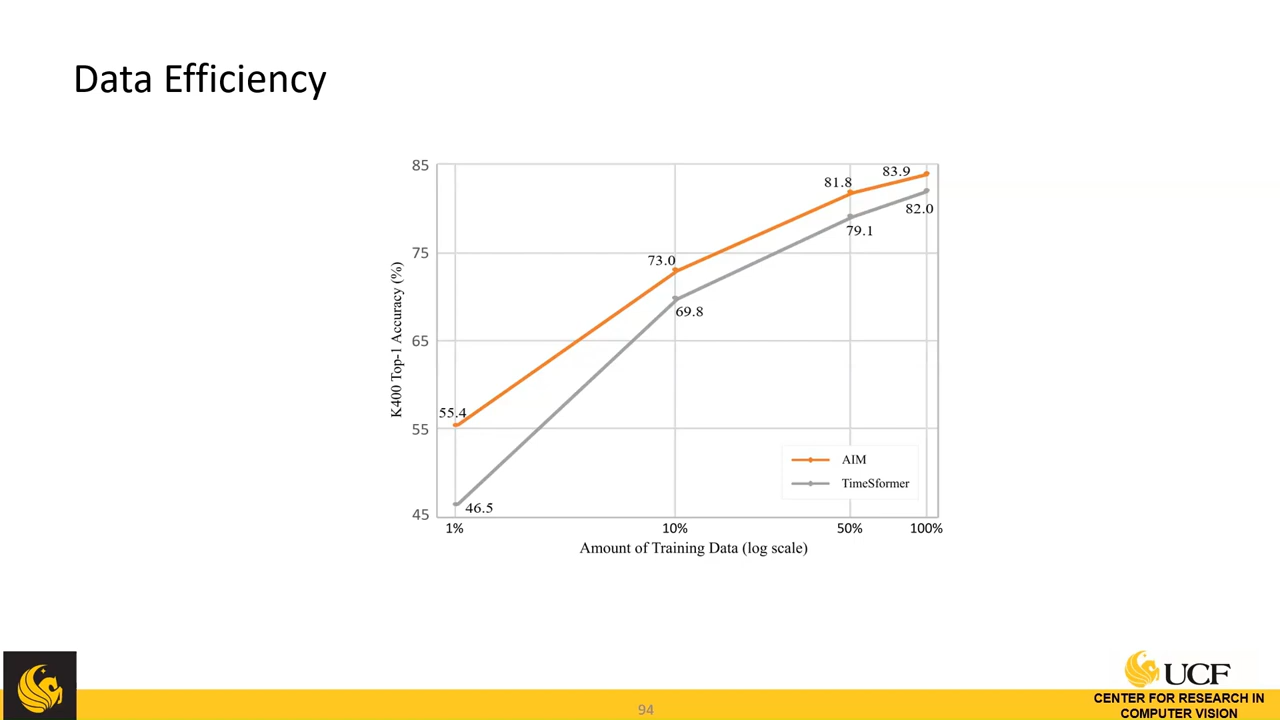 Data Efficiency
85
75
65
55
45
K400 Top-1 Accuracy (%)
55.4
73.0
81.8
83.9
46.5
69.8
79.1
82.0
AIM
TimeSformer
1% 10% 50% 100%
Amount of Training Data (log scale)
UCF
CENTER FOR RESEARCH IN
COMPUTER VISION
94